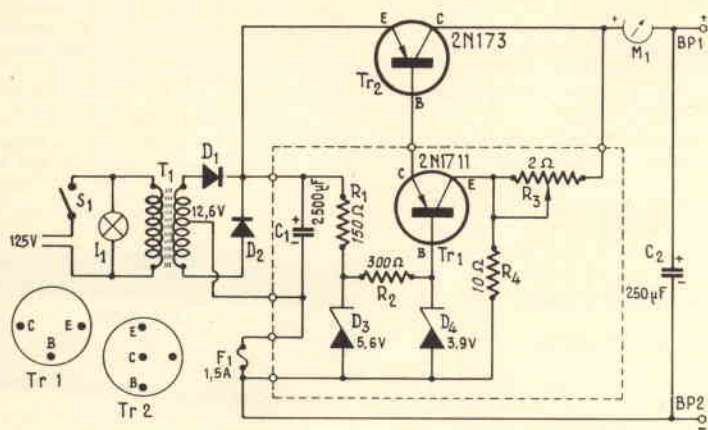 E
C
2N173
Tr2
B
+
M1
+
BP1
S1
125V
I1
T1
12,6V
D1
D2
C1
+
-
2500µF
R1
150Ω
C
2N1711
E
B
Tr1
2Ω
R3
300Ω
R2
10Ω
R4
D3
5,6V
D4
3,9V
C2
+
-
250µF
F1
1,5A
C
E
B
Tr 1
E
C
B
Tr 2
BP2
-